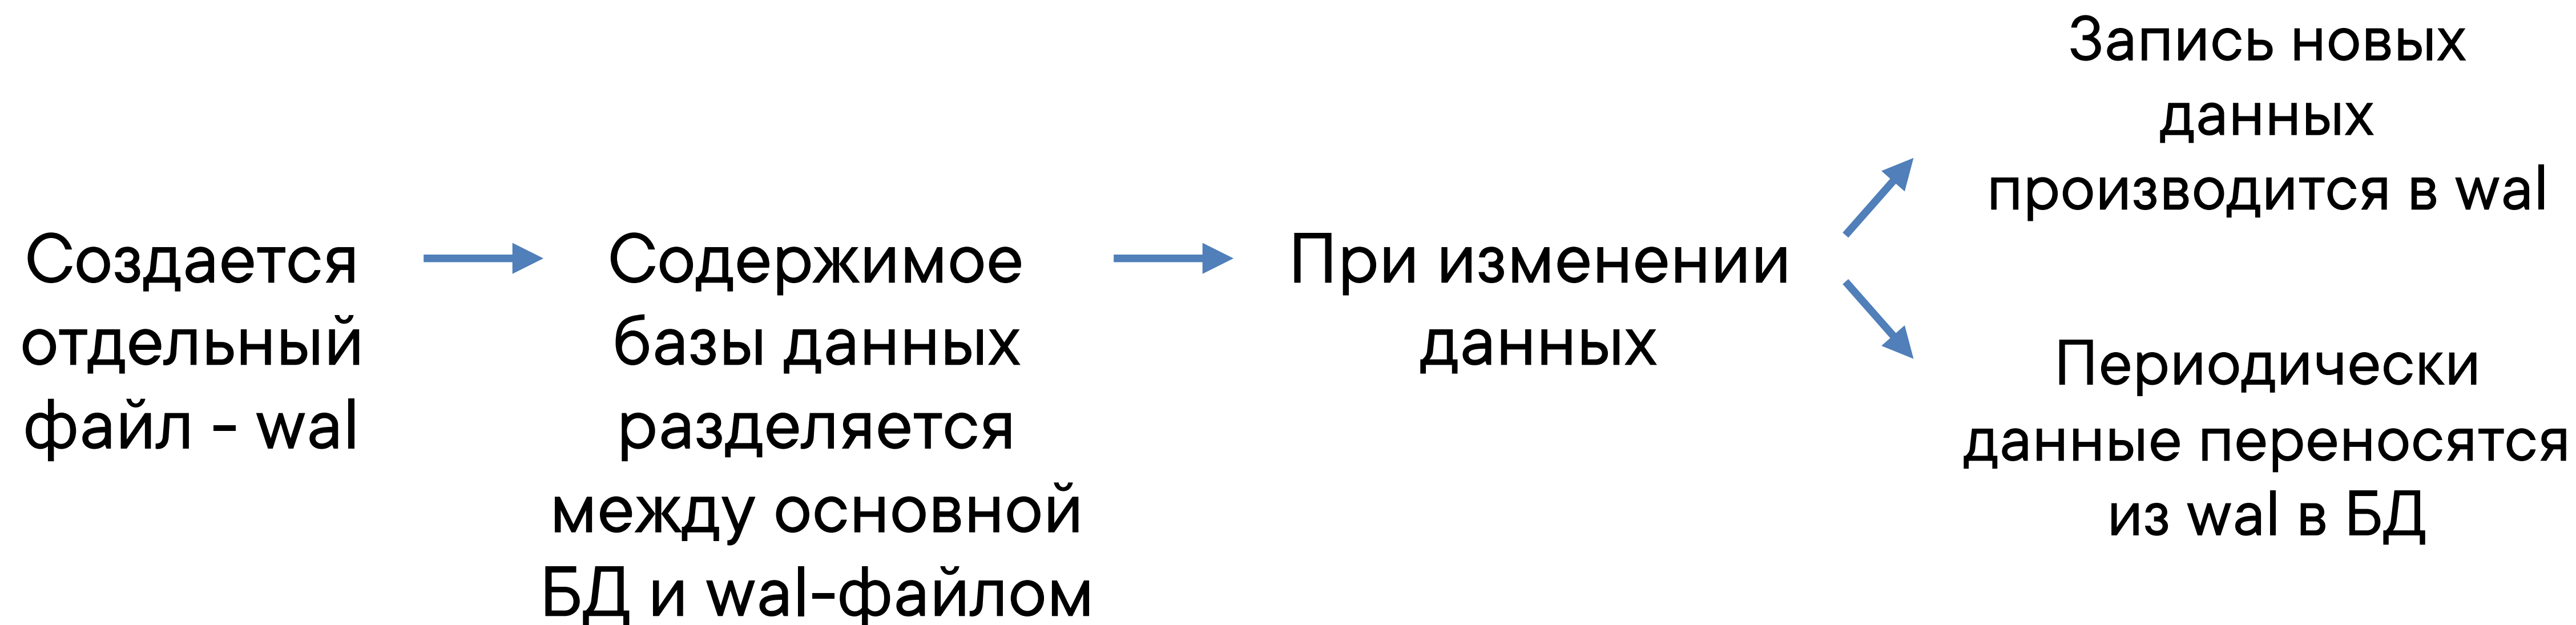 Создается
отдельный
файл - wal
Содержимое
базы данных
разделяется
между основной
БД и wal-файлом
При изменении
данных
Запись новых
данных
производится в wal
Периодически
данные переносятся
из wal в БД